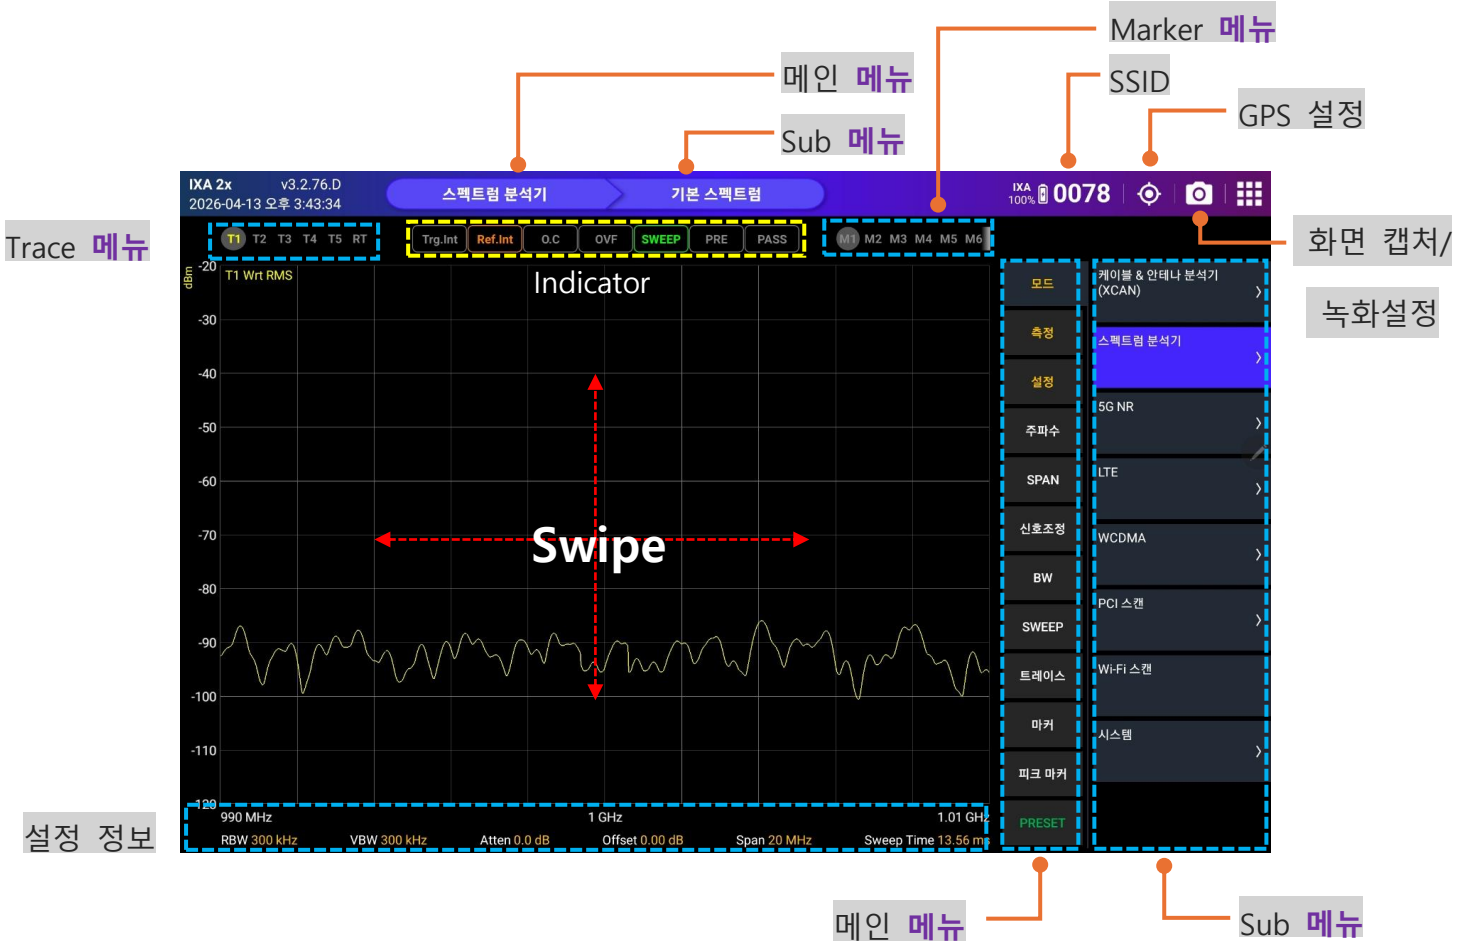 Marker 메뉴
메인 메뉴
SSID
GPS 설정
Sub 메뉴
IXA 2x v3.2.76.D
2026-04-13 오후 3:43:34
스펙트럼 분석기
기본 스펙트럼
IXA
100%
0078
Trace 메뉴
T1 T2 T3 T4 T5 RT
Trg.Int Ref.Int O.C OVF SWEEP PRE PASS
M1 M2 M3 M4 M5 M6
화면 캡처/
녹화설정
Indicator
dBm
T1 Wrt RMS
-20
-30
-40
-50
-60
-70
-80
-90
-100
-110
-120
Swipe
모드
측정
설정
주파수
SPAN
신호조정
BW
SWEEP
트레이스
마커
피크 마커
PRESET
케이블 & 안테나 분석기
(XCAN)
스펙트럼 분석기
5G NR
LTE
WCDMA
PCI 스캔
Wi-Fi 스캔
시스템
설정 정보
990 MHz 1 GHz 1.01 GHz
RBW 300 kHz VBW 300 kHz Atten 0.0 dB Offset 0.00 dB Span 20 MHz Sweep Time 13.56 ms
메인 메뉴
Sub 메뉴